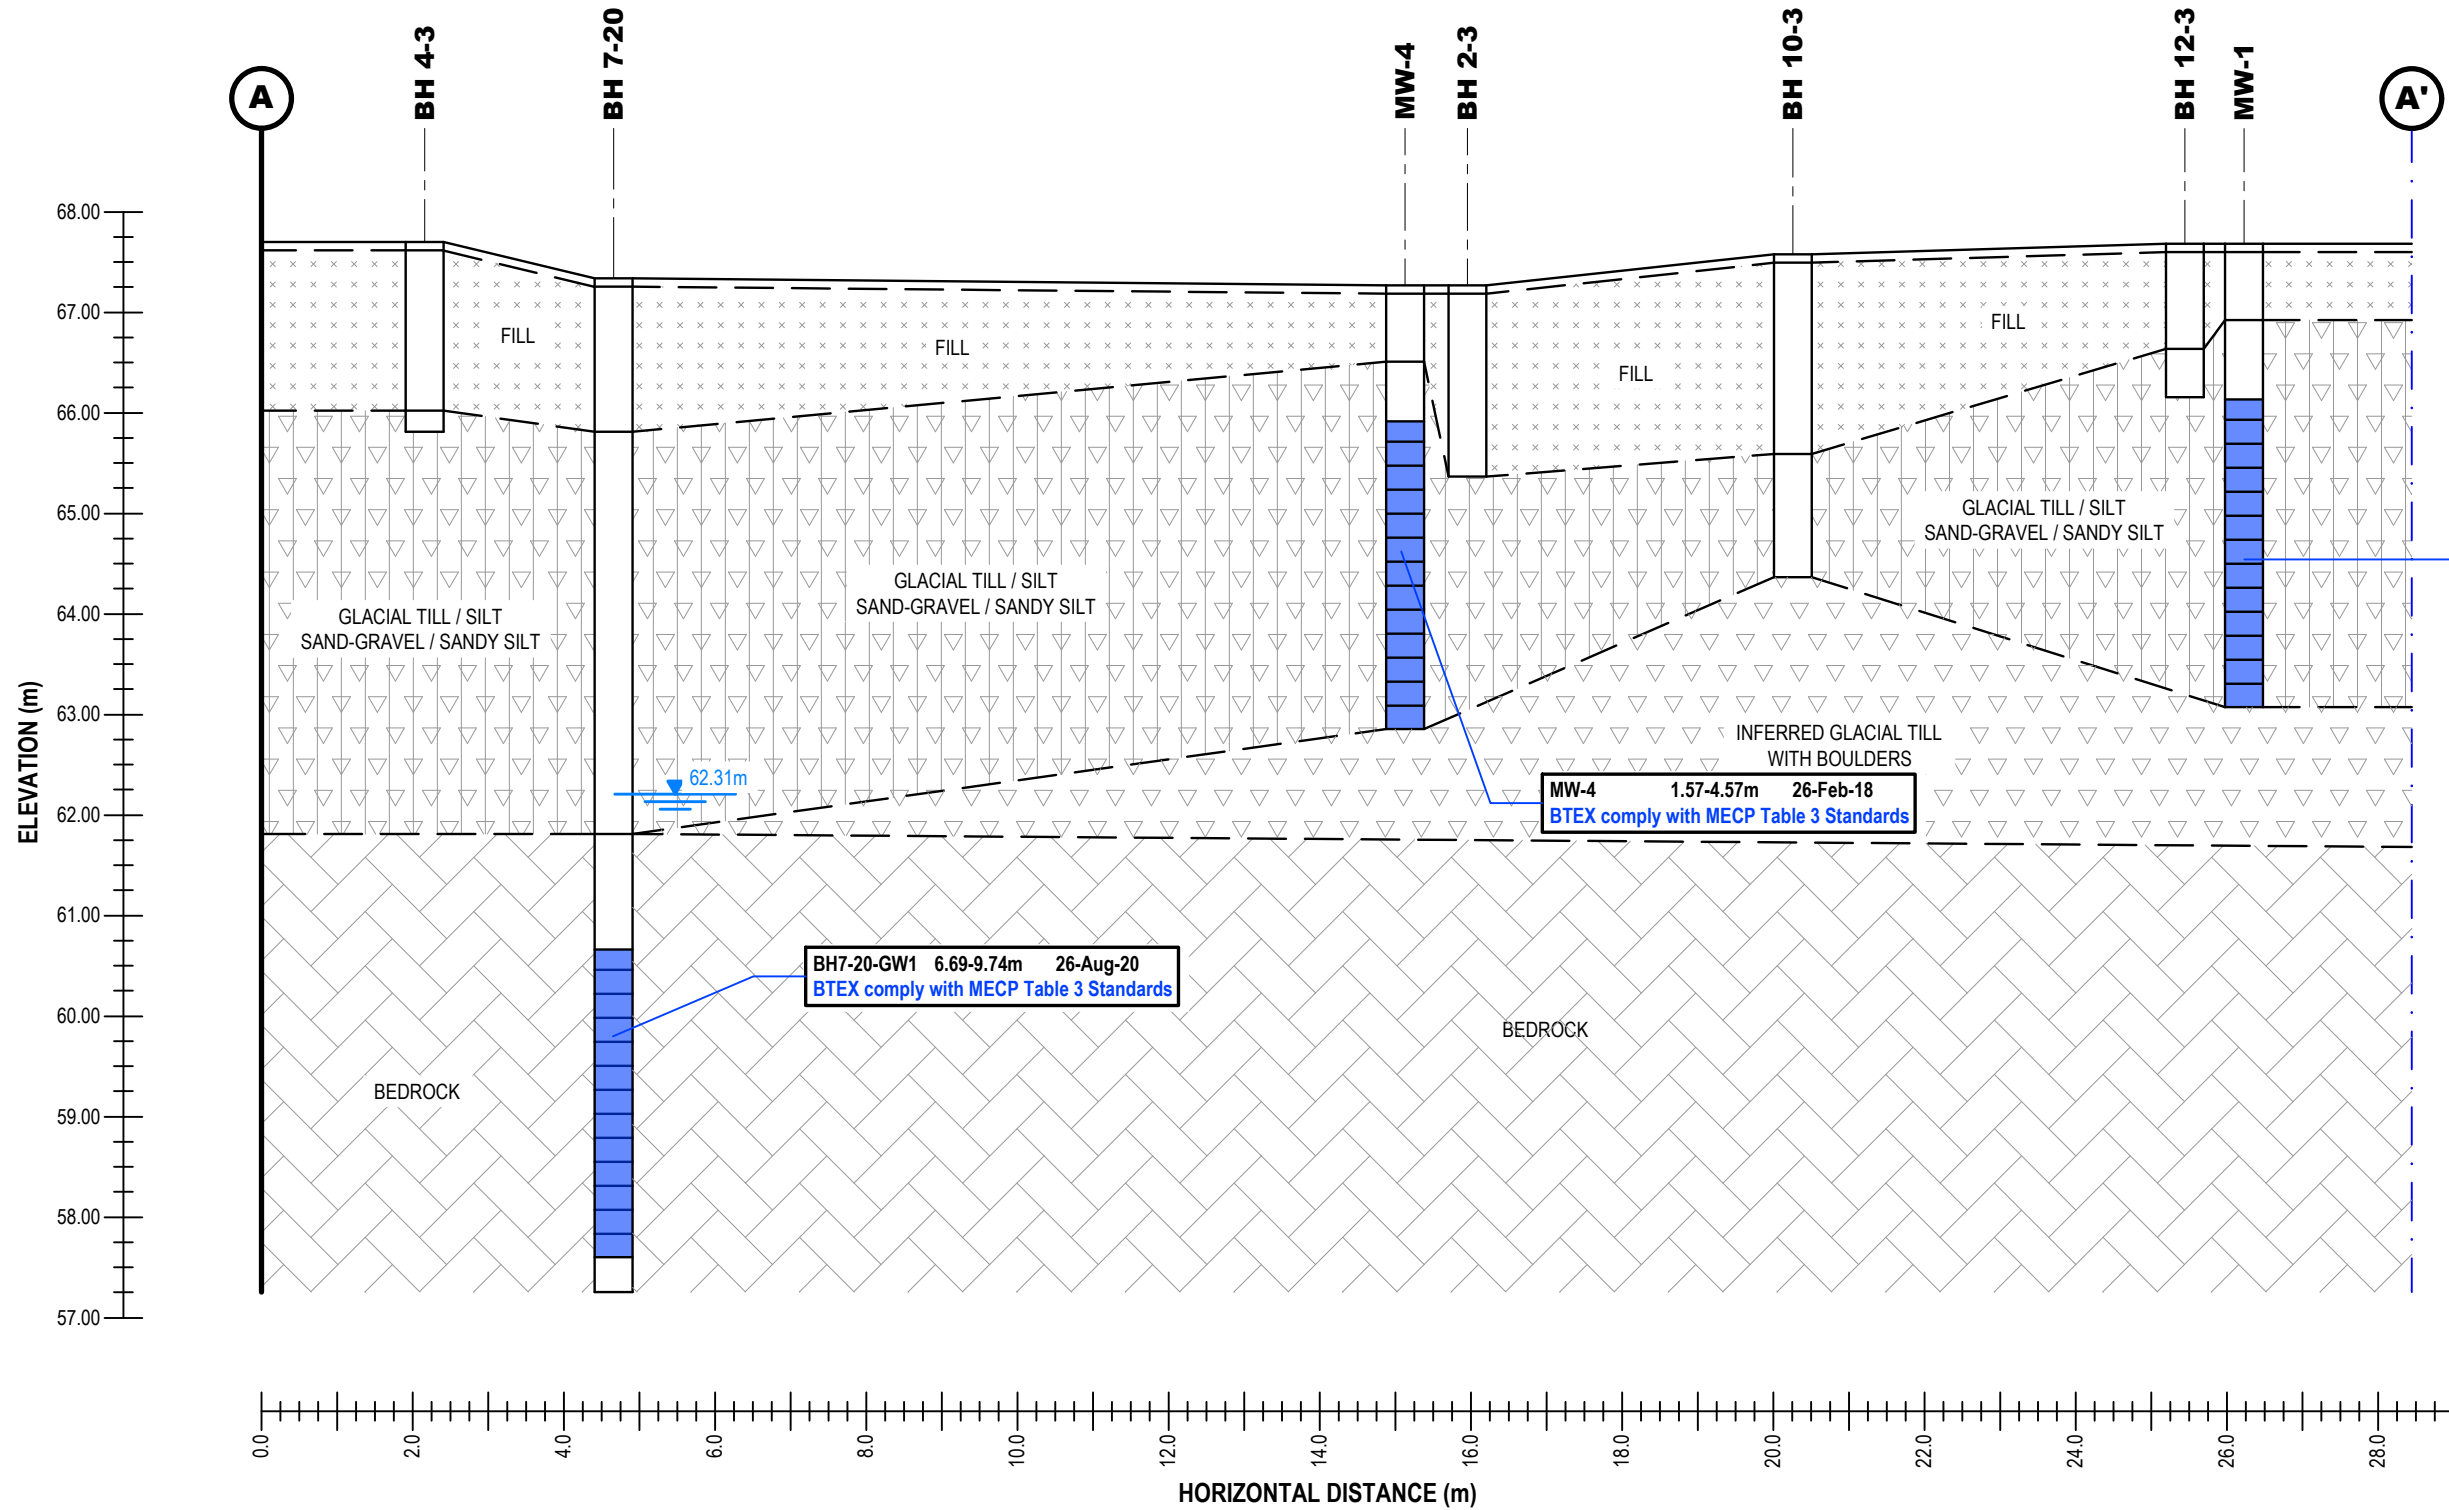 A
BH 4-3
BH 7-20
MW-4
BH 2-3
BH 10-3
BH 12-3
MW-1
A'
68.00
67.00
66.00
65.00
64.00
63.00
62.00
61.00
60.00
59.00
58.00
57.00
ELEVATION (m)
FILL
FILL
FILL
FILL
GLACIAL TILL / SILT
SAND-GRAVEL / SANDY SILT
GLACIAL TILL / SILT
SAND-GRAVEL / SANDY SILT
GLACIAL TILL / SILT
SAND-GRAVEL / SANDY SILT
INFERRED GLACIAL TILL
WITH BOULDERS
62.31m
MW-4 1.57-4.57m 26-Feb-18
BTEX comply with MECP Table 3 Standards
BH7-20-GW1 6.69-9.74m 26-Aug-20
BTEX comply with MECP Table 3 Standards
BEDROCK
BEDROCK
0.0
2.0
4.0
6.0
8.0
10.0
12.0
14.0
16.0
18.0
20.0
22.0
24.0
26.0
28.0
HORIZONTAL DISTANCE (m)